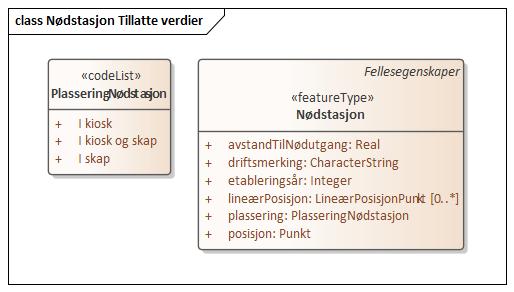 class Nødstasjon Tillatte verdier
«codeList»
PlasseringNødstasjon
+ I kiosk
+ I kiosk og skap
+ I skap
Fellesegenskaper
«featureType»
Nødstasjon
+ avstandTilNødutgang: Real
+ driftsmerking: CharacterString
+ etableringsår: Integer
+ lineærPosisjon: LineærPosisjonPunkt [0..*]
+ plassering: PlasseringNødstasjon
+ posisjon: Punkt